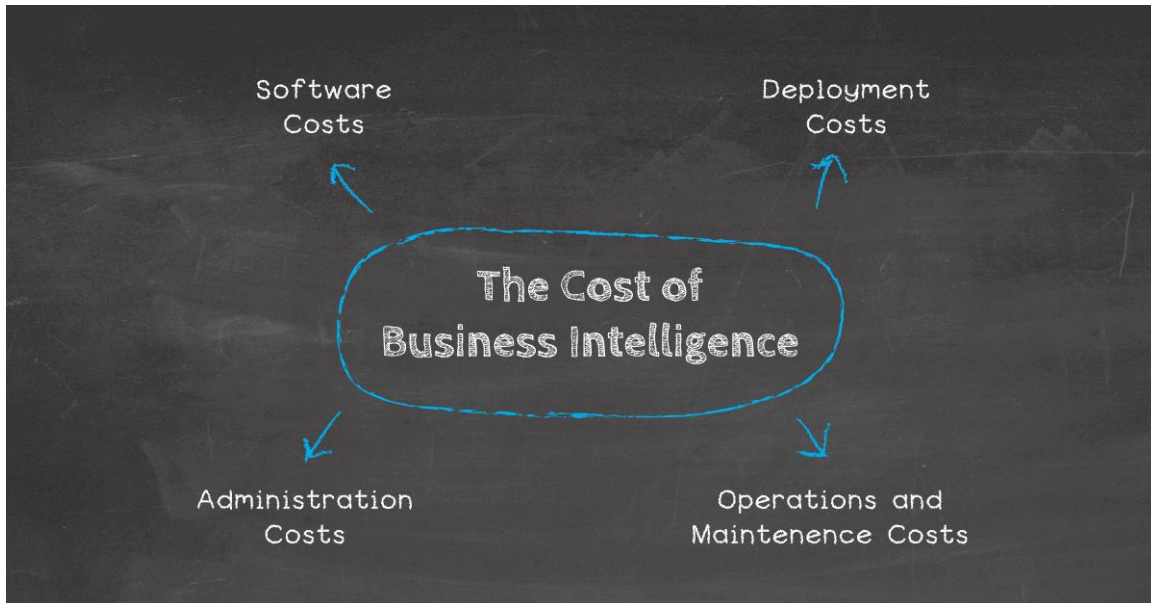 Software
Costs
Deployment
Costs
The Cost of
Business Intelligence
Administration
Costs
Operations and
Maintenence Costs